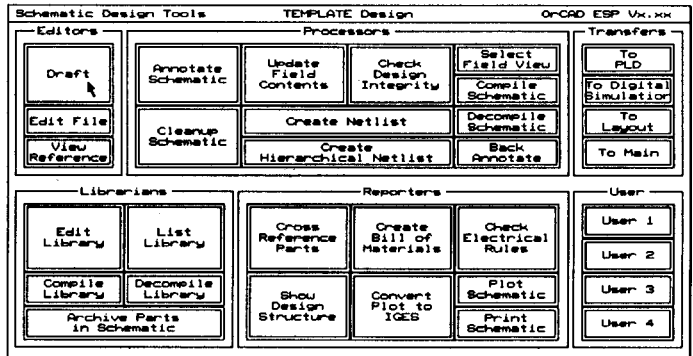 Schematic Design Tools TEMPLATE Design OrCAD ESP Vx.xx
Editors
Draft
Edit File
View
Reference
Processors
Annotate
Schematic
Update
Field
Contents
Check
Design
Integrity
Select
Field View
Compile
Schematic
Cleanup
Schematic
Create Netlist
Decompile
Schematic
Create
Hierarchical Netlist
Back
Annotate
Transfers
To
PLD
To Digital
Simulation
To
Layout
To Main
Librarians
Edit
Library
List
Library
Compile
Library
Decompile
Library
Archive Parts
in Schematic
Reporters
Cross
Reference
Parts
Create
Bill of
Materials
Check
Electrical
Rules
Show
Design
Structure
Convert
Plot to
IGES
Plot
Schematic
Print
Schematic
User
User 1
User 2
User 3
User 4